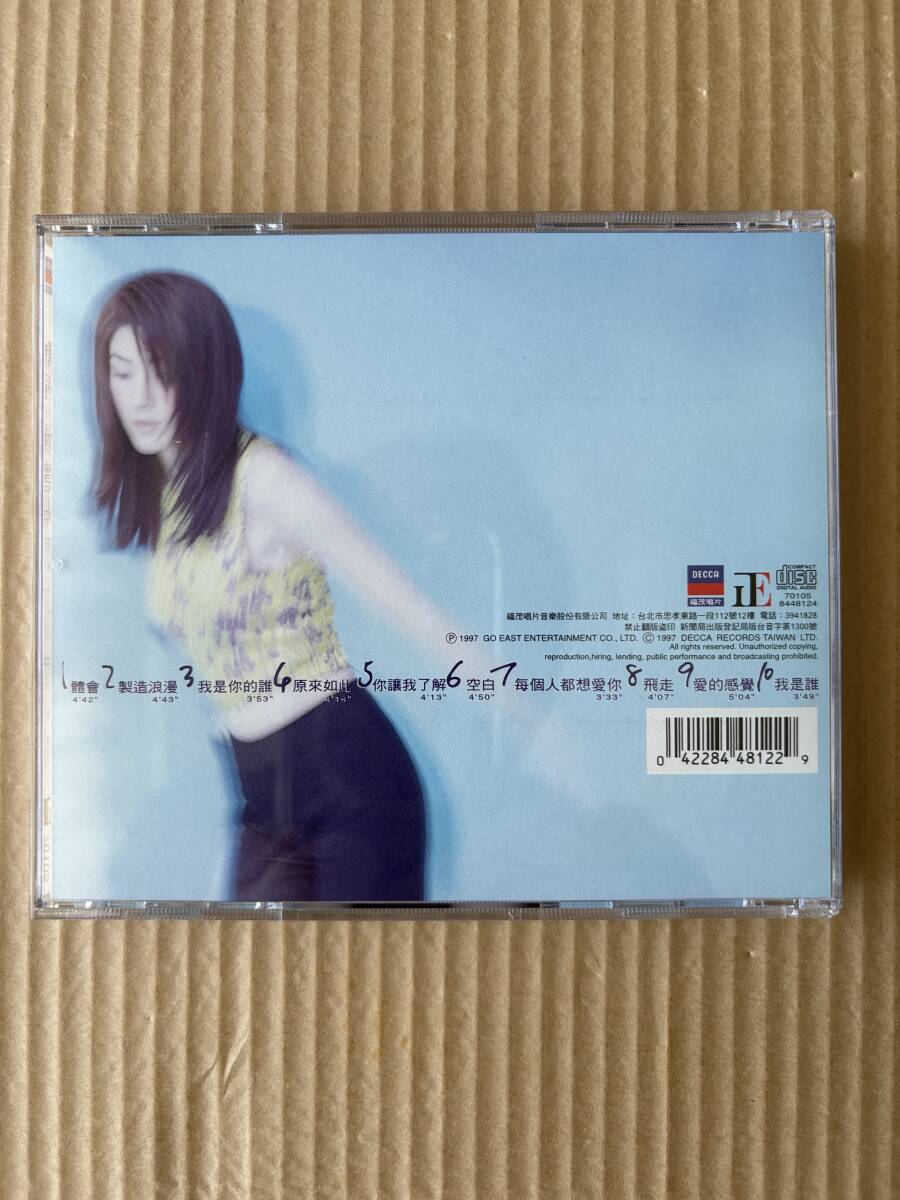 DECCA
福茂唱片
COMPACT
disc
DIGITAL AUDIO
70105
8448124
福茂唱片音樂股份有限公司 地址：台北市忠孝東路一段112號12樓 電話：3941828
禁止翻版盜印 新聞局出版登記局版台音字第1300號
Ⓟ 1997 GO EAST ENTERTAINMENT CO., LTD. Ⓒ 1997 DECCA RECORDS TAIWAN LTD.
All rights reserved. Unauthorized copying,
reproduction,hiring, lending, public performance and broadcasting prohibited.
1 體會 2 製造浪漫 3 我是你的誰 4 原來如此 5 你讓我了解 6 空白 7 每個人都想愛你 8 飛走 9 愛的感覺 10 我是誰
4'42" 4'43" 3'53" 4'14" 4'13" 4'50" 3'33" 4'07" 5'04" 3'49"
0 42284 48122 9